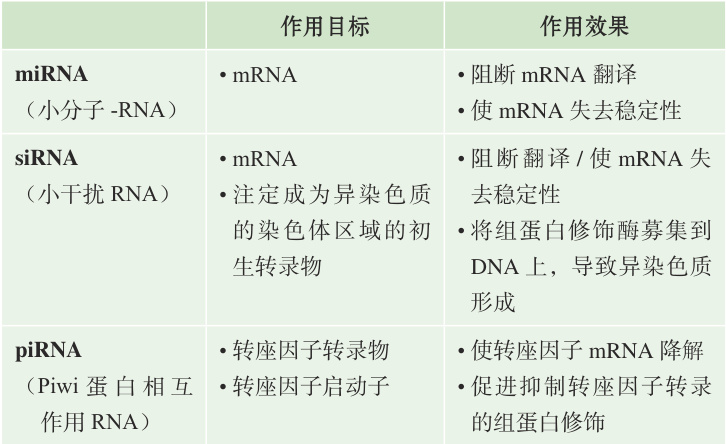 作用目标 作用效果
miRNA
（小分子 -RNA）
• mRNA
• 阻断 mRNA 翻译
• 使 mRNA 失去稳定性
siRNA
（小干扰 RNA）
• mRNA
• 注定成为异染色质
的染色体区域的初
生转录物
• 阻断翻译 / 使 mRNA 失
去稳定性
• 将组蛋白修饰酶募集到
DNA 上，导致异染色质
形成
piRNA
（Piwi 蛋白相互
作用 RNA）
• 转座因子转录物
• 转座因子启动子
• 使转座因子 mRNA 降解
• 促进抑制转座因子转录
的组蛋白修饰